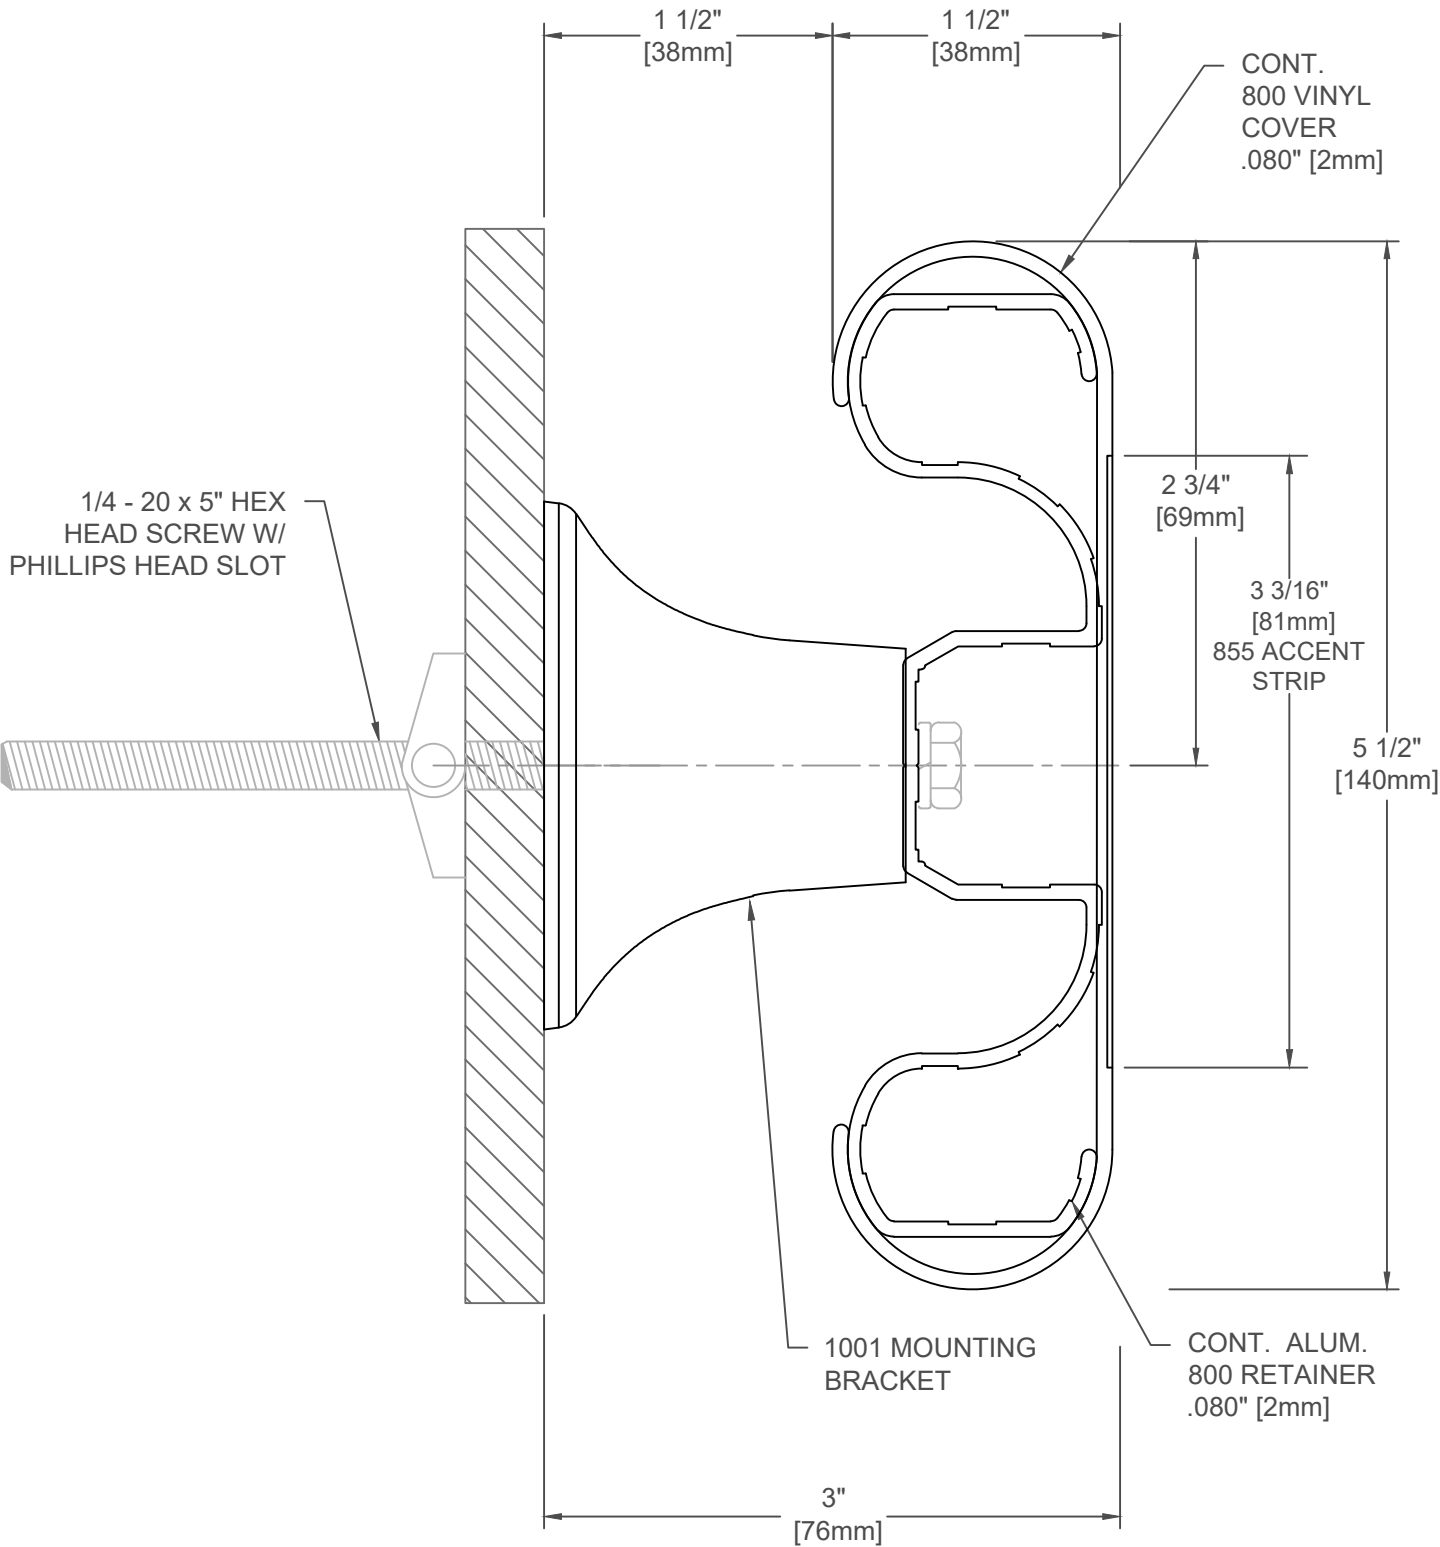 1 1/2"
[38mm]
1 1/2"
[38mm]
CONT.
800 VINYL
COVER
.080" [2mm]
1/4 - 20 x 5" HEX
HEAD SCREW W/
PHILLIPS HEAD SLOT
2 3/4"
[69mm]
3 3/16"
[81mm]
855 ACCENT
STRIP
5 1/2"
[140mm]
1001 MOUNTING
BRACKET
CONT. ALUM.
800 RETAINER
.080" [2mm]
3"
[76mm]